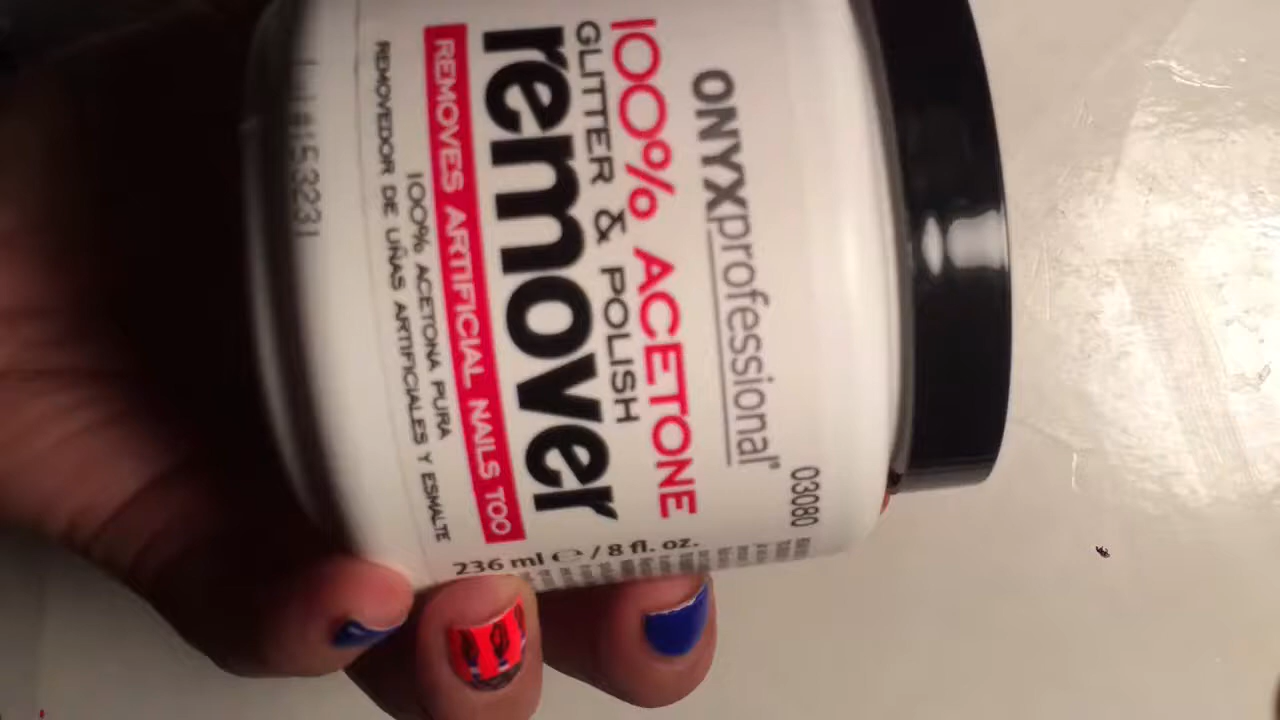 ONYXprofessional®
100% ACETONE
GLITTER & POLISH
remover
REMOVES ARTIFICIAL NAILS TOO
100% ACETONA PURA
REMOVEDOR DE UÑAS ARTIFICIALES Y ESMALTE
03080
236 ml ℮ / 8 fl. oz.